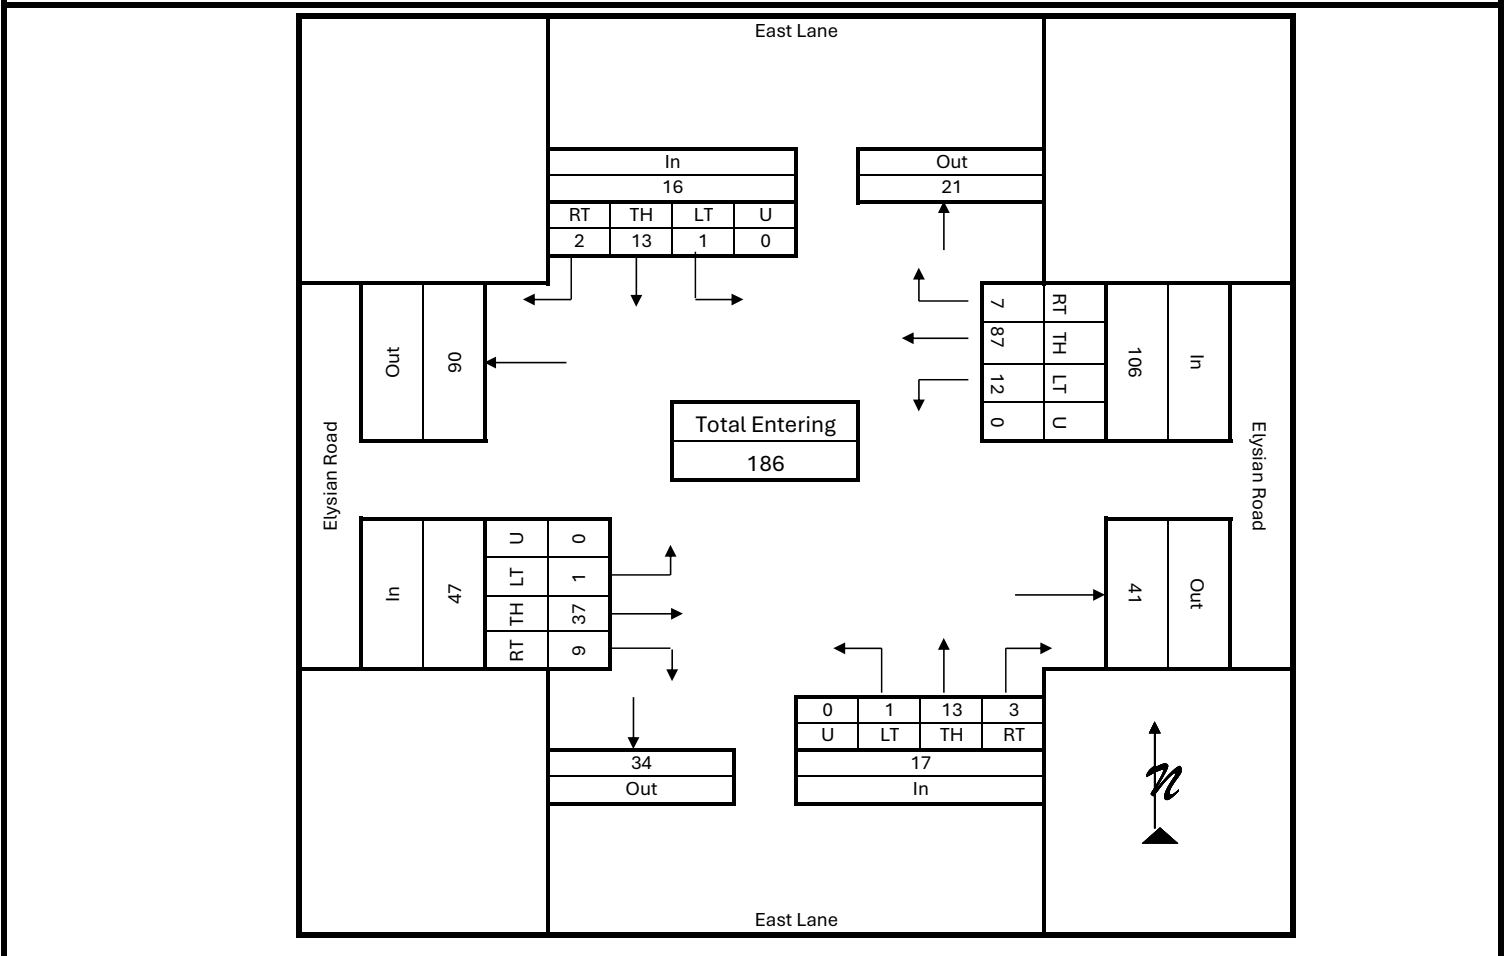 East Lane
In
16
RT TH LT U
2 13 1 0
Out
21
Out
90
7 RT
87 TH
12 LT
0 U
106
In
Elysian Road
Total Entering
186
Elysian Road
In
47
U 0
LT 1
TH 37
RT 9
41
Out
34
Out
0 1 13 3
U LT TH RT
17
In
N
East Lane